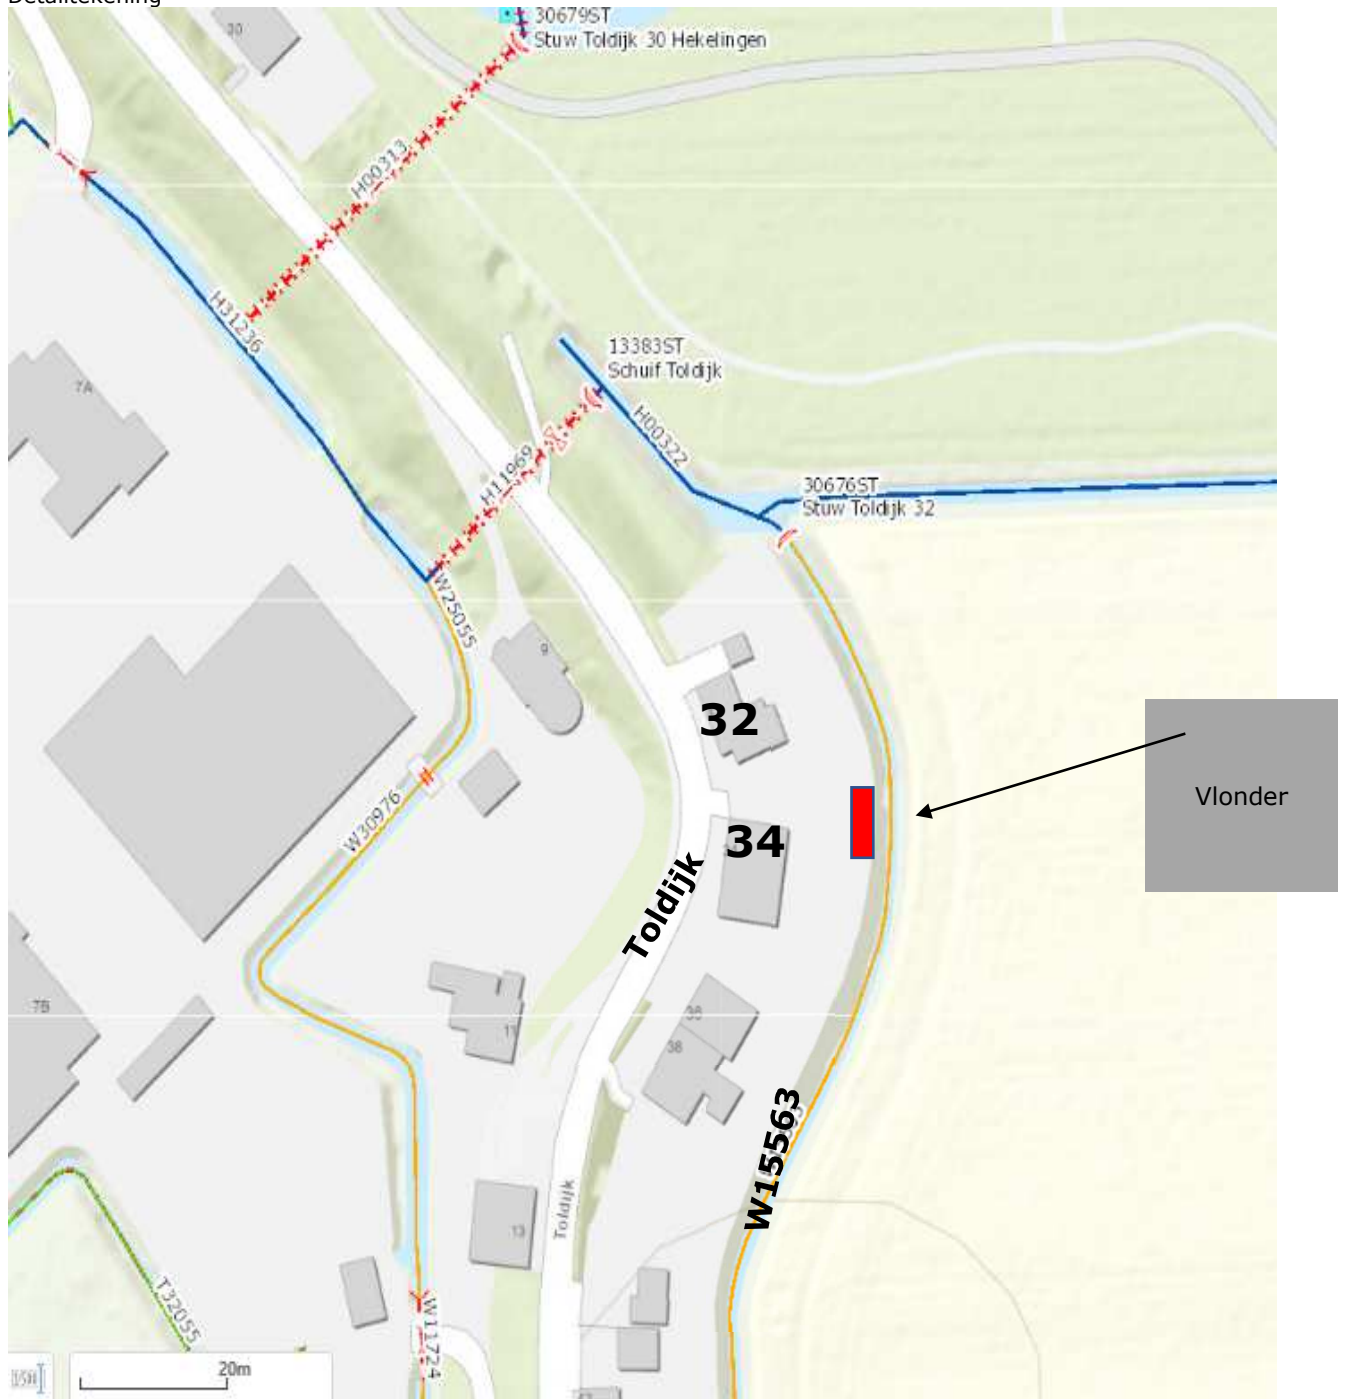 Detailtekening
30
30679ST
Stuw Toldijk 30 Hekelingen
H00313
H31236
13383ST
Schuif Toldijk
7A
H00322
H11969
30676ST
Stuw Toldijk 32
W25055
9
32
Vlonder
W30976
34
Toldijk
7B
11
38
W15563
Toldijk
13
T32055
W11724
20m